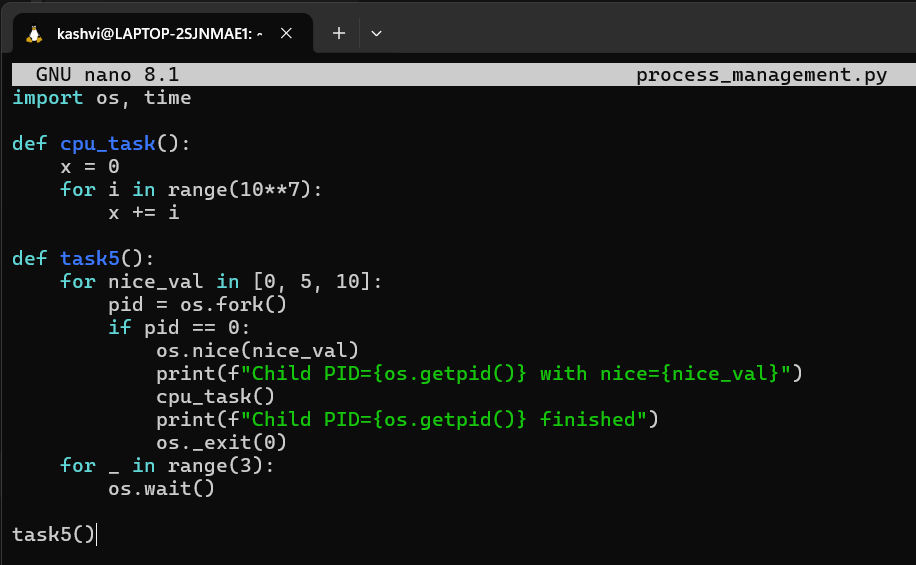 kashvi@LAPTOP-2SJNMAE1: ~
GNU nano 8.1 process_management.py
import os, time

def cpu_task():
    x = 0
    for i in range(10**7):
        x += i

def task5():
    for nice_val in [0, 5, 10]:
        pid = os.fork()
        if pid == 0:
            os.nice(nice_val)
            print(f"Child PID={os.getpid()} with nice={nice_val}")
            cpu_task()
            print(f"Child PID={os.getpid()} finished")
            os._exit(0)
    for _ in range(3):
        os.wait()

task5()